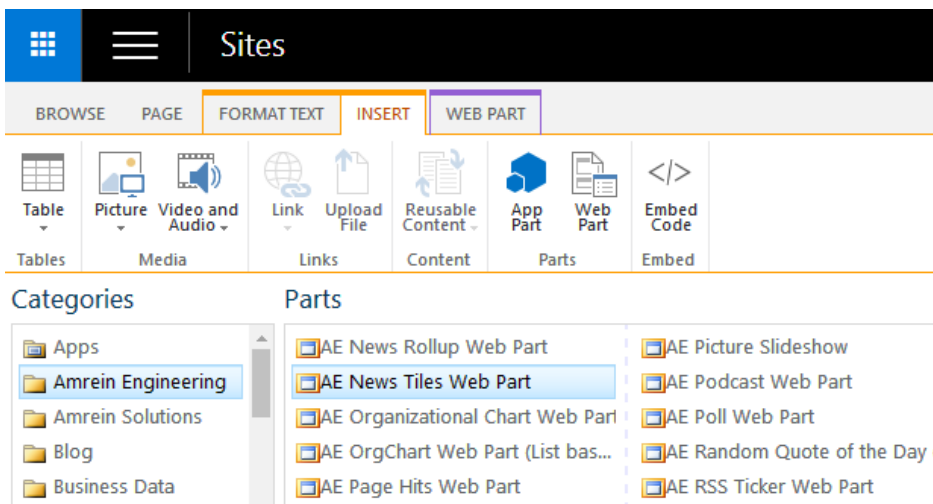 Sites
BROWSE PAGE FORMAT TEXT INSERT WEB PART
Table Picture Video and Audio Link Upload File Reusable Content App Part Web Part Embed Code
Tables Media Links Content Parts Embed
Categories Parts
Apps
Amrein Engineering
Amrein Solutions
Blog
Business Data
AE News Rollup Web Part
AE News Tiles Web Part
AE Organizational Chart Web Part
AE OrgChart Web Part (List bas...
AE Page Hits Web Part
AE Picture Slideshow
AE Podcast Web Part
AE Poll Web Part
AE Random Quote of the Day
AE RSS Ticker Web Part